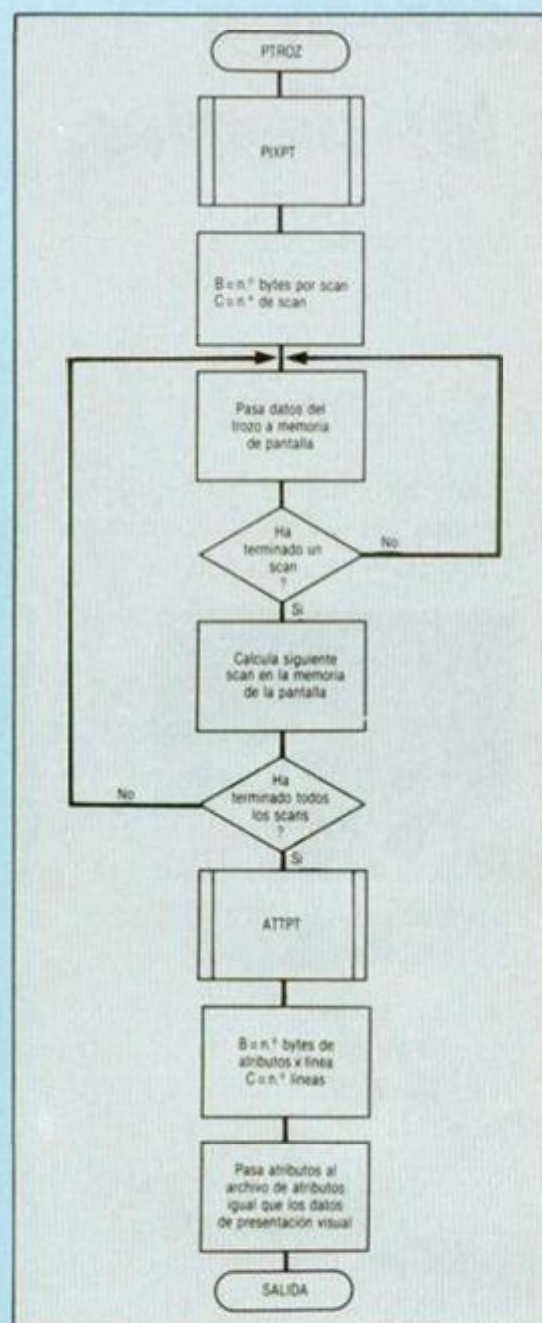 PTROZ
PIXPT
B = n.º bytes por scan
C = n.º de scan
Pasa datos del
trozo a memoria
de pantalla
Ha
terminado un
scan
?
No
Si
Calcula siguiente
scan en la memoria
de la pantalla
Ha
terminado todos
los scans
?
No
Si
ATTPT
B = n.º bytes de
atributos x linea
C = n.º lineas
Pasa atributos al
archivo de atributos
igual que los datos
de presentación visual
SALIDA